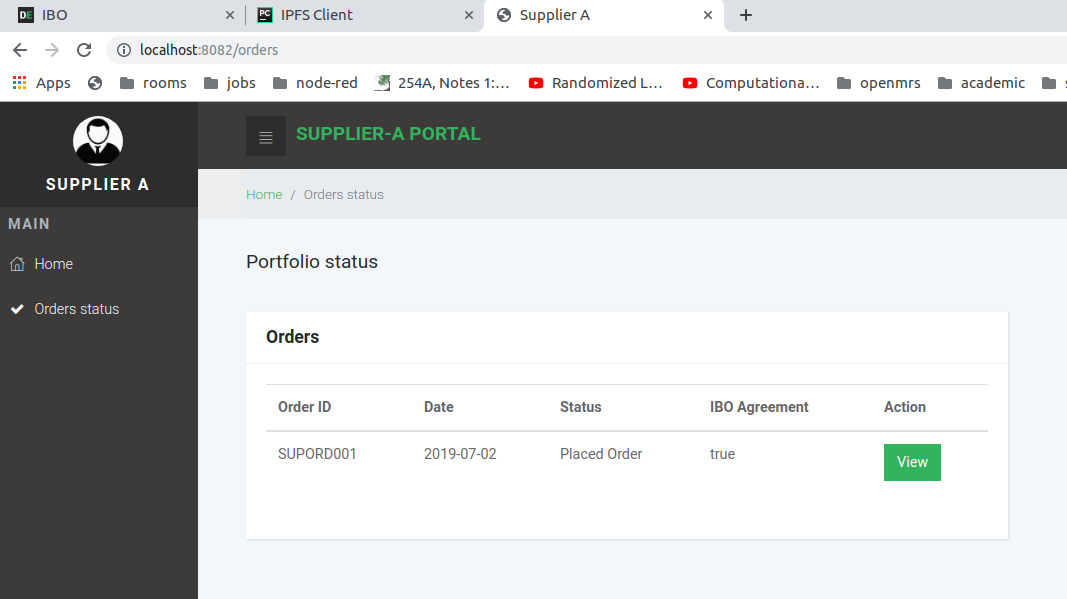 DE IBO
PC IPFS Client
Supplier A
localhost:8082/orders
Apps
rooms
jobs
node-red
254A, Notes 1:...
Randomized L...
Computationa...
openmrs
academic
SUPPLIER A
MAIN
Home
Orders status
SUPPLIER-A PORTAL
Home / Orders status
Portfolio status
Orders
Order ID Date Status IBO Agreement Action
SUPORD001 2019-07-02 Placed Order true View